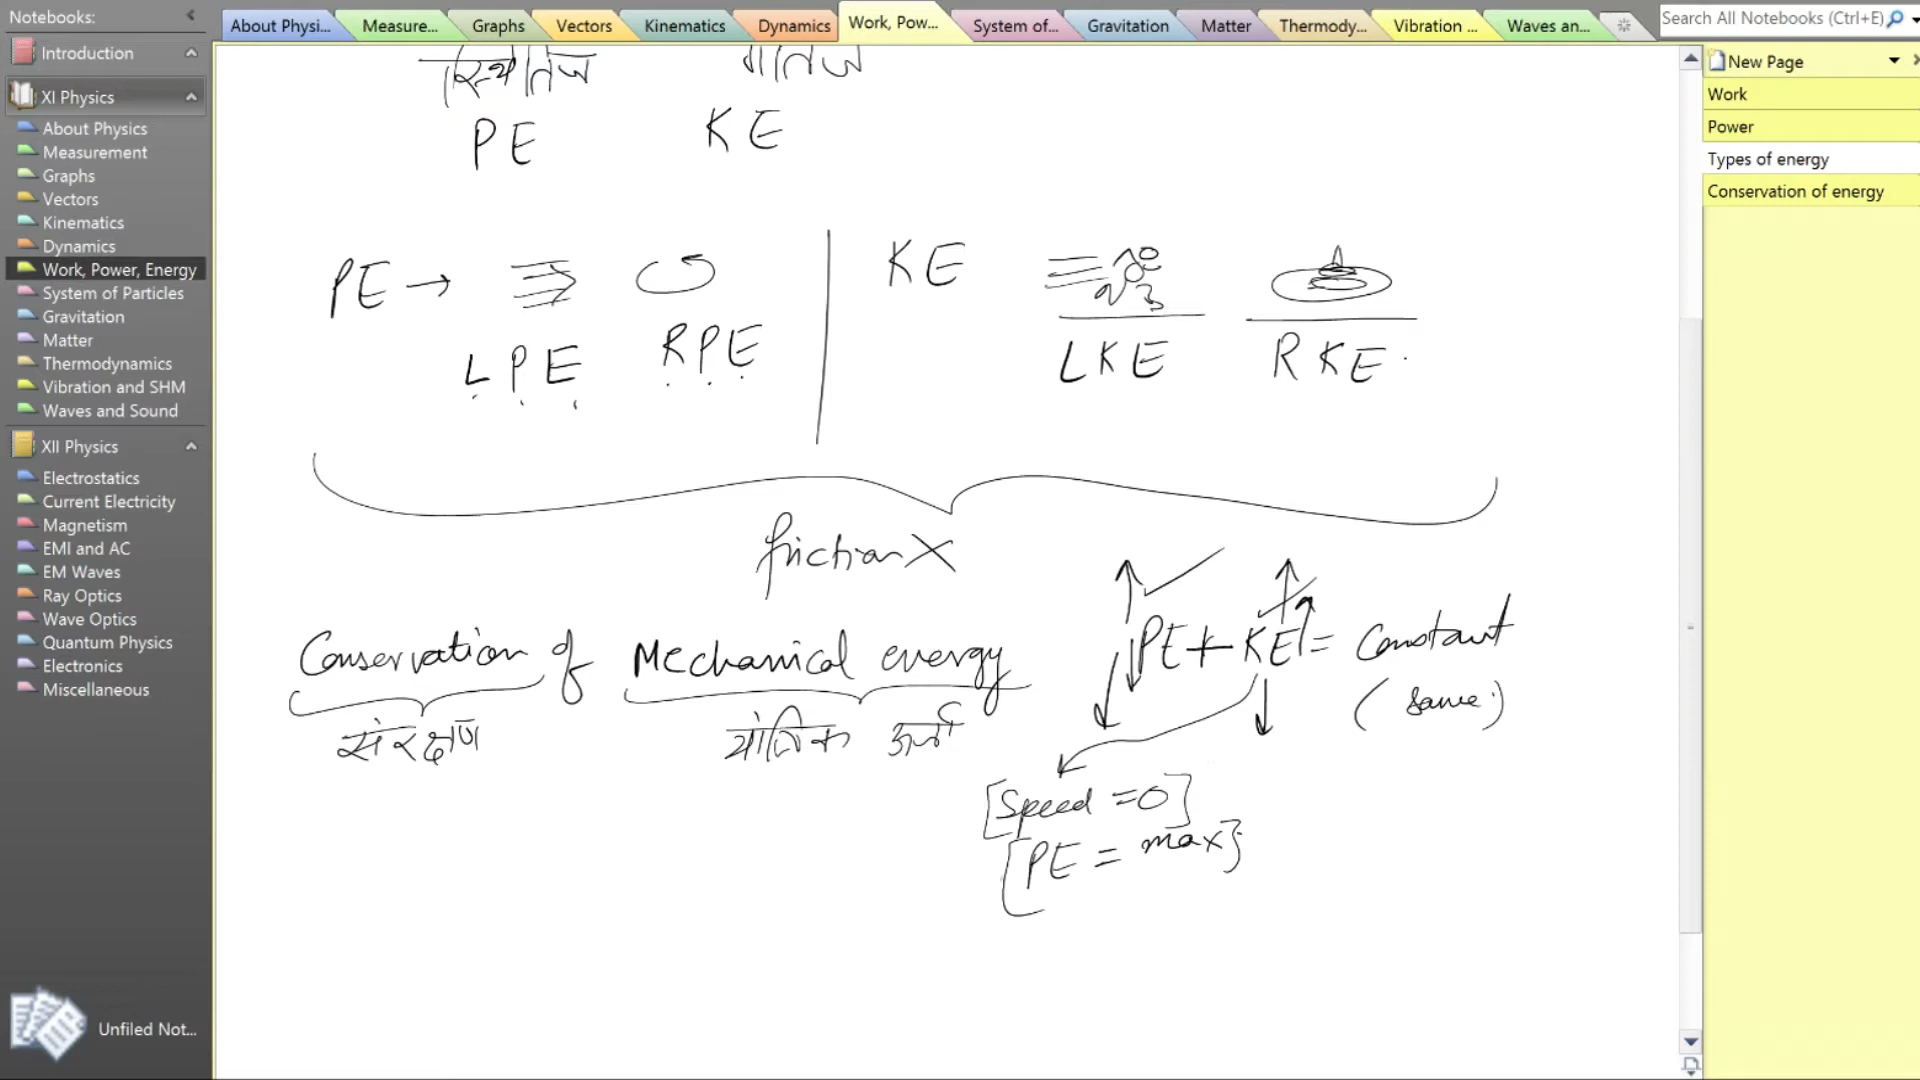 Notebooks:
Introduction
XI Physics
About Physics
Measurement
Graphs
Vectors
Kinematics
Dynamics
Work, Power, Energy
System of Particles
Gravitation
Matter
Thermodynamics
Vibration and SHM
Waves and Sound
XII Physics
Electrostatics
Current Electricity
Magnetism
EMI and AC
EM Waves
Ray Optics
Wave Optics
Quantum Physics
Electronics
Miscellaneous
Unfiled Not...
About Physi... Measure... Graphs Vectors Kinematics Dynamics Work, Pow... System of... Gravitation Matter Thermody... Vibration ... Waves an...
Search All Notebooks (Ctrl+E)
PE KE
PE → KE
LPE RPE LKE RKE
friction X
Conservation of Mechanical energy PE + KE = Constant
(same)
संरक्षण यांत्रिक ऊर्जा
[Speed = 0]
[PE = max]
New Page
Work
Power
Types of energy
Conservation of energy